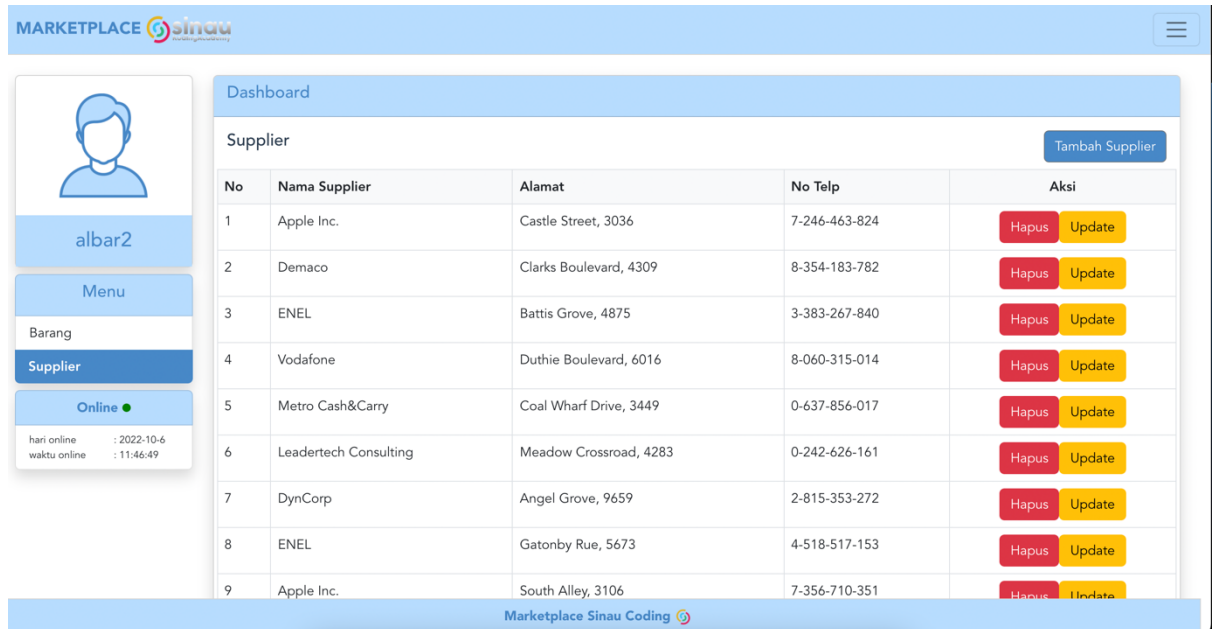 MARKETPLACE sinau
Dashboard
Supplier
Tambah Supplier
No Nama Supplier Alamat No Telp Aksi
1 Apple Inc. Castle Street, 3036 7-246-463-824 Hapus Update
2 Demaco Clarks Boulevard, 4309 8-354-183-782 Hapus Update
3 ENEL Battis Grove, 4875 3-383-267-840 Hapus Update
4 Vodafone Duthie Boulevard, 6016 8-060-315-014 Hapus Update
5 Metro Cash&Carry Coal Wharf Drive, 3449 0-637-856-017 Hapus Update
6 Leadertech Consulting Meadow Crossroad, 4283 0-242-626-161 Hapus Update
7 DynCorp Angel Grove, 9659 2-815-353-272 Hapus Update
8 ENEL Gatonby Rue, 5673 4-518-517-153 Hapus Update
9 Apple Inc. South Alley, 3106 7-356-710-351 Hapus Update
albar2
Menu
Barang
Supplier
Online
hari online : 2022-10-6
waktu online : 11:46:49
Marketplace Sinau Coding